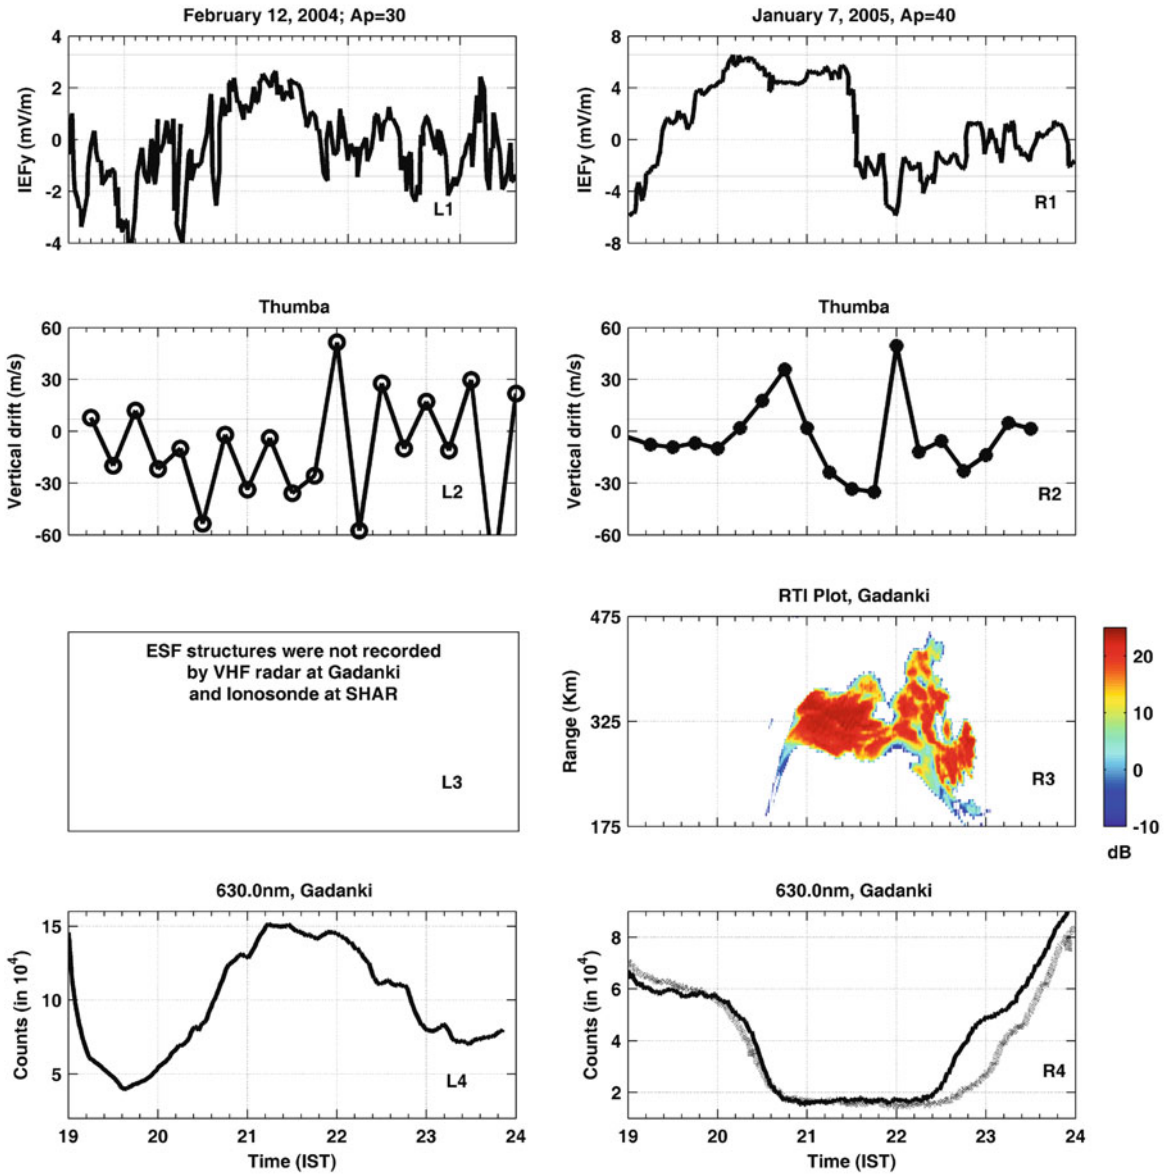 February 12, 2004; Ap=30
4
2
0
-2
-4
IEFy (mV/m)
L1
Thumba
60
30
0
-30
-60
Vertical drift (m/s)
L2
ESF structures were not recorded
by VHF radar at Gadanki
and Ionosonde at SHAR
L3
630.0nm, Gadanki
15
10
5
Counts (in 10^4)
L4
19 20 21 22 23 24
Time (IST)
January 7, 2005, Ap=40
8
4
0
-4
-8
IEFy (mV/m)
R1
Thumba
60
30
0
-30
-60
Vertical drift (m/s)
R2
RTI Plot, Gadanki
475
325
175
Range (Km)
R3
20
10
0
-10
dB
630.0nm, Gadanki
8
6
4
2
Counts (in 10^4)
R4
19 20 21 22 23 24
Time (IST)